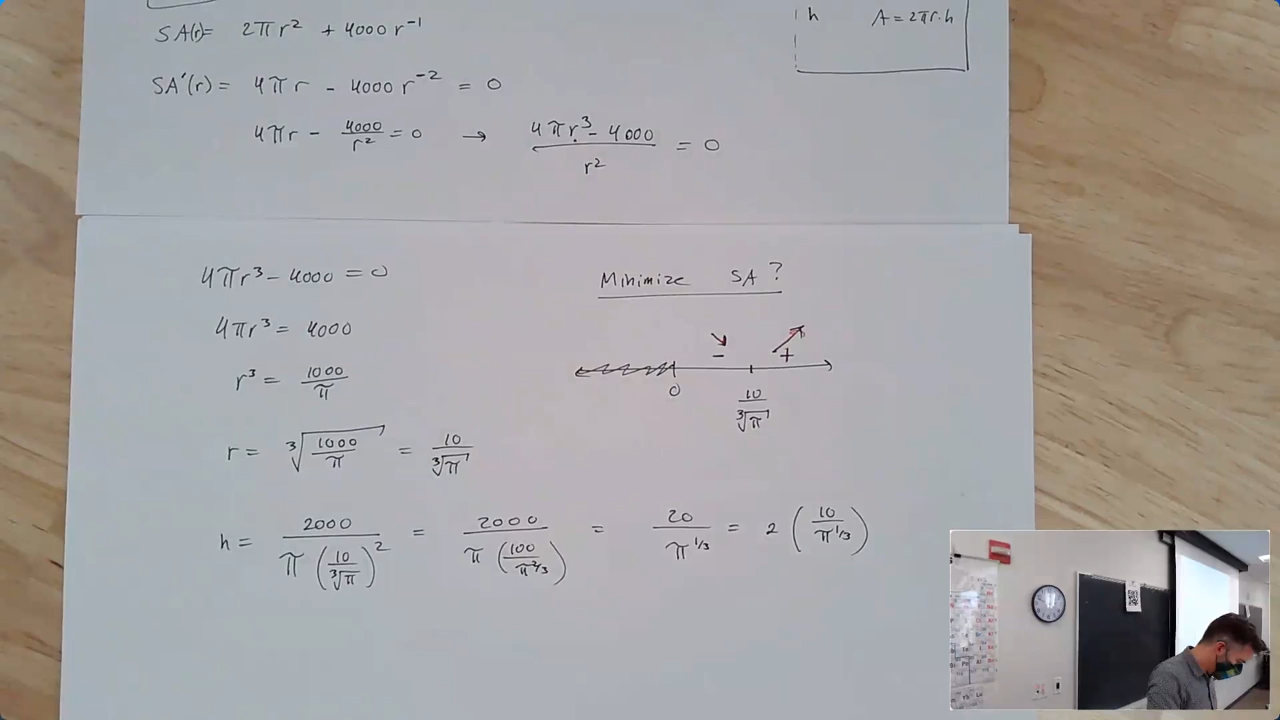 SA(r)= 2πr² + 4000 r⁻¹
h A = 2πr·h
SA'(r) = 4πr - 4000 r⁻² = 0
4πr - 4000/r² = 0 → (4πr³ - 4000)/r² = 0
4πr³ - 4000 = 0
Minimize SA ?
4πr³ = 4000
- +
0 10/∛π
r³ = 1000/π
r = ∛(1000/π) = 10/∛π
h = 2000/(π(10/∛π)²) = 2000/(π(100/π^(2/3))) = 20/π^(1/3) = 2(10/π^(1/3))